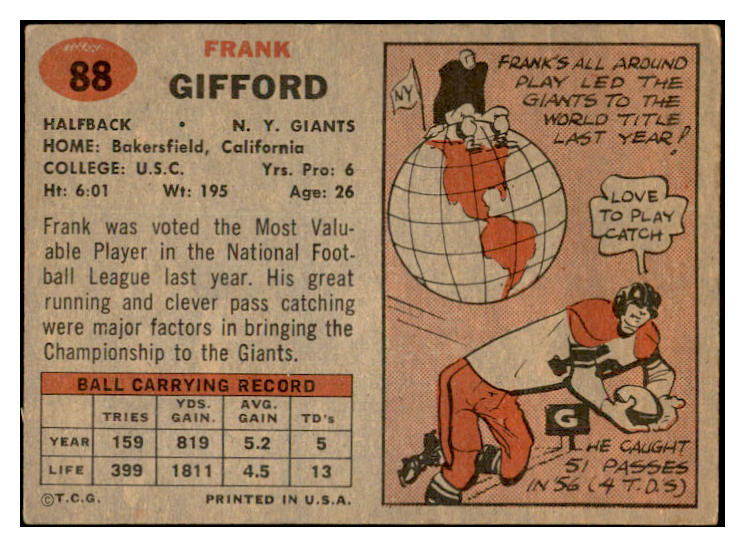 88
FRANK
GIFFORD
HALFBACK • N. Y. GIANTS
HOME: Bakersfield, California
COLLEGE: U.S.C. Yrs. Pro: 6
Ht: 6:01 Wt: 195 Age: 26
Frank was voted the Most Valu-
able Player in the National Foot-
ball League last year. His great
running and clever pass catching
were major factors in bringing the
Championship to the Giants.
BALL CARRYING RECORD
TRIES YDS. GAIN. AVG. GAIN TD's
YEAR 159 819 5.2 5
LIFE 399 1811 4.5 13
©T.C.G. PRINTED IN U.S.A.
NY
FRANK'S ALL AROUND
PLAY LED THE
GIANTS TO THE
WORLD TITLE
LAST YEAR!
LOVE
TO PLAY
CATCH
G
HE CAUGHT
51 PASSES
IN '56 (4 T.D.S)